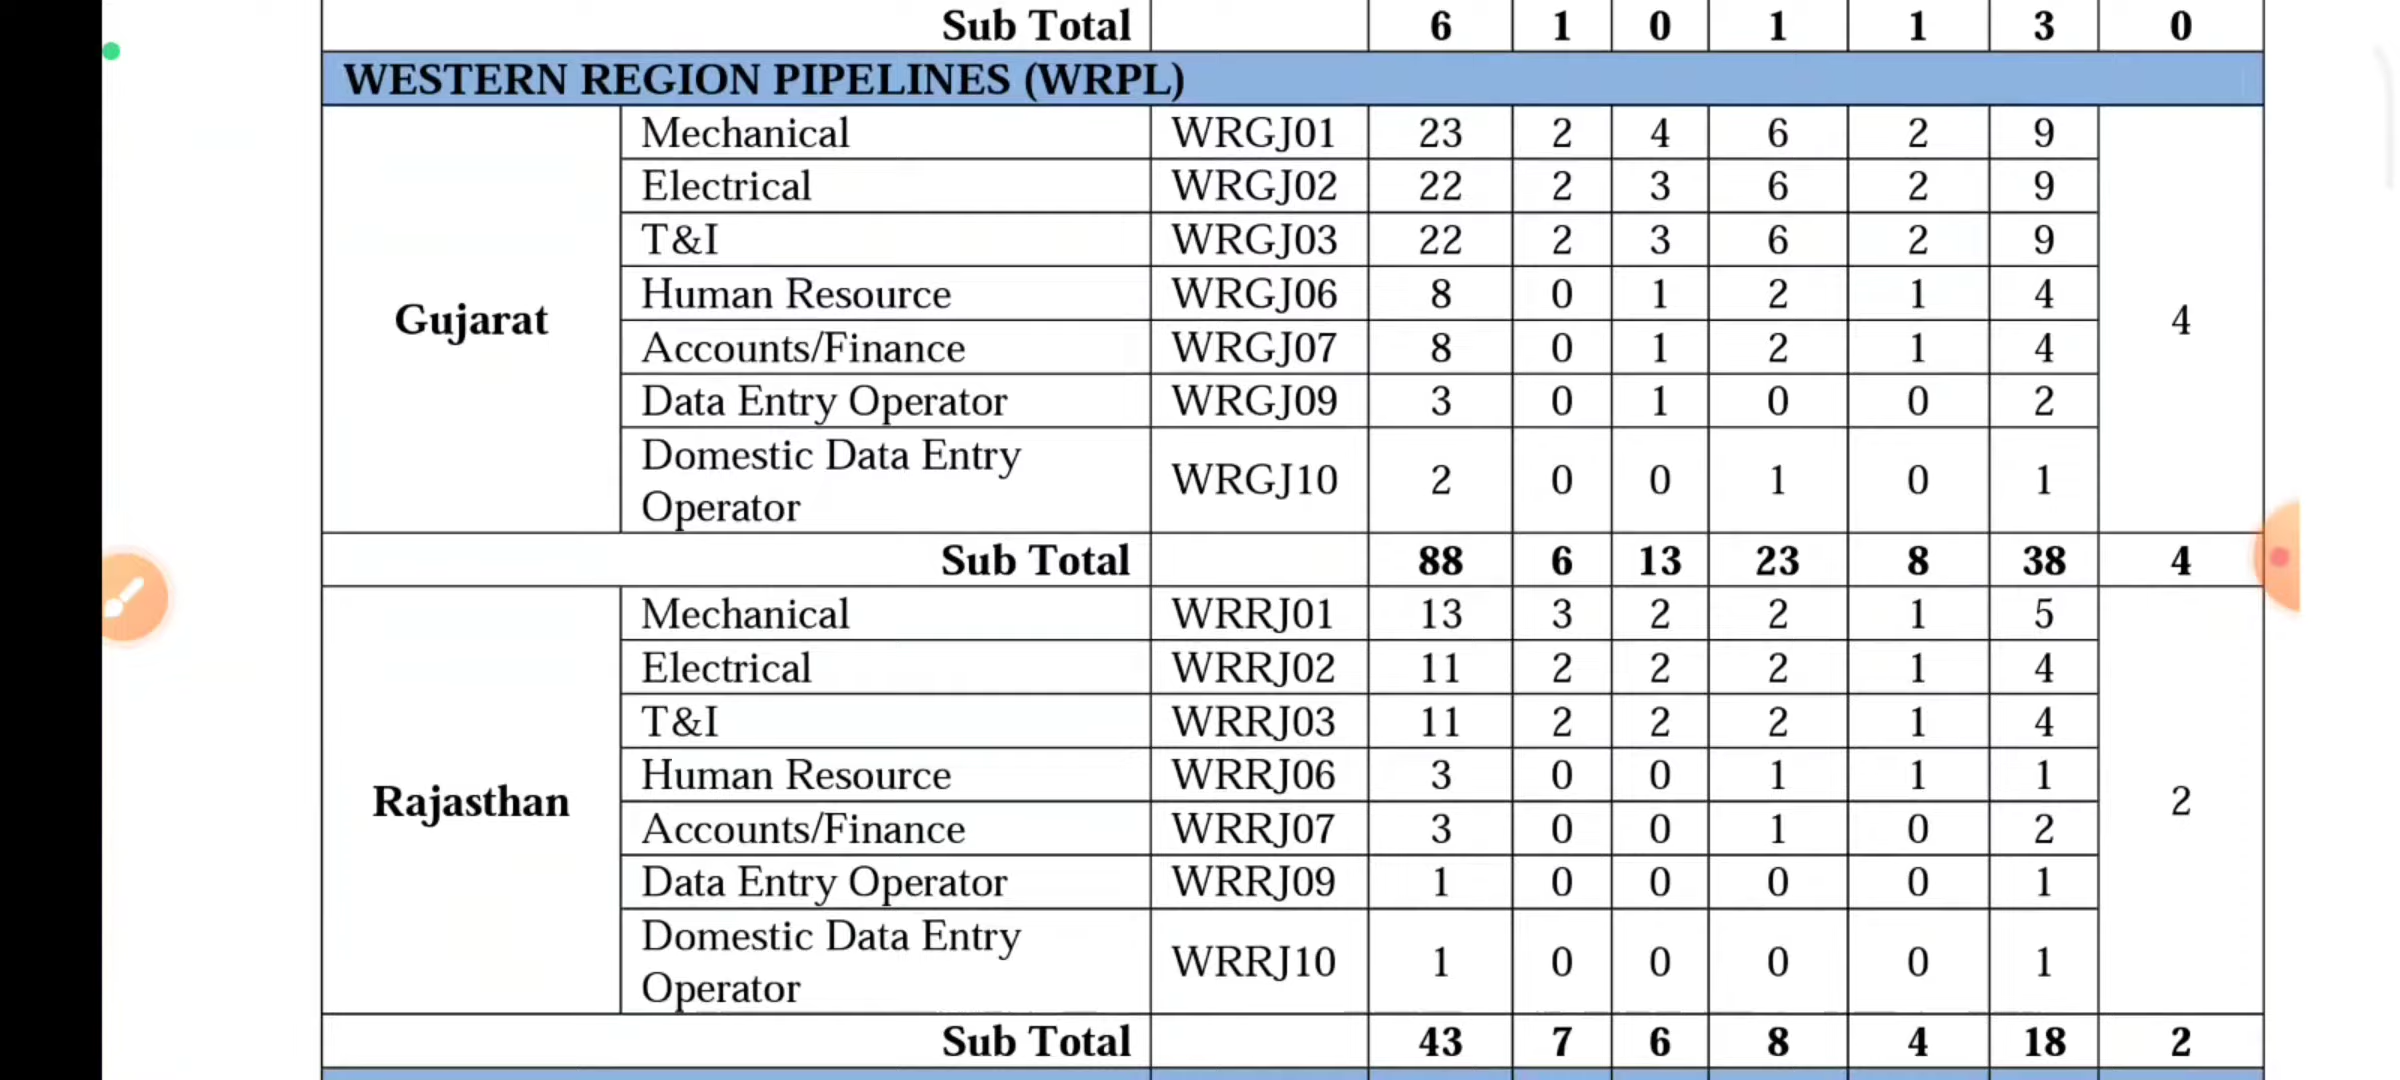 Sub Total 6 1 0 1 1 3 0
WESTERN REGION PIPELINES (WRPL)
Mechanical WRGJ01 23 2 4 6 2 9
Electrical WRGJ02 22 2 3 6 2 9
T&I WRGJ03 22 2 3 6 2 9
Human Resource WRGJ06 8 0 1 2 1 4
Gujarat 4
Accounts/Finance WRGJ07 8 0 1 2 1 4
Data Entry Operator WRGJ09 3 0 1 0 0 2
Domestic Data Entry
Operator WRGJ10 2 0 0 1 0 1
Sub Total 88 6 13 23 8 38 4
Mechanical WRRJ01 13 3 2 2 1 5
Electrical WRRJ02 11 2 2 2 1 4
T&I WRRJ03 11 2 2 2 1 4
Human Resource WRRJ06 3 0 0 1 1 1
Rajasthan 2
Accounts/Finance WRRJ07 3 0 0 1 0 2
Data Entry Operator WRRJ09 1 0 0 0 0 1
Domestic Data Entry
Operator WRRJ10 1 0 0 0 0 1
Sub Total 43 7 6 8 4 18 2